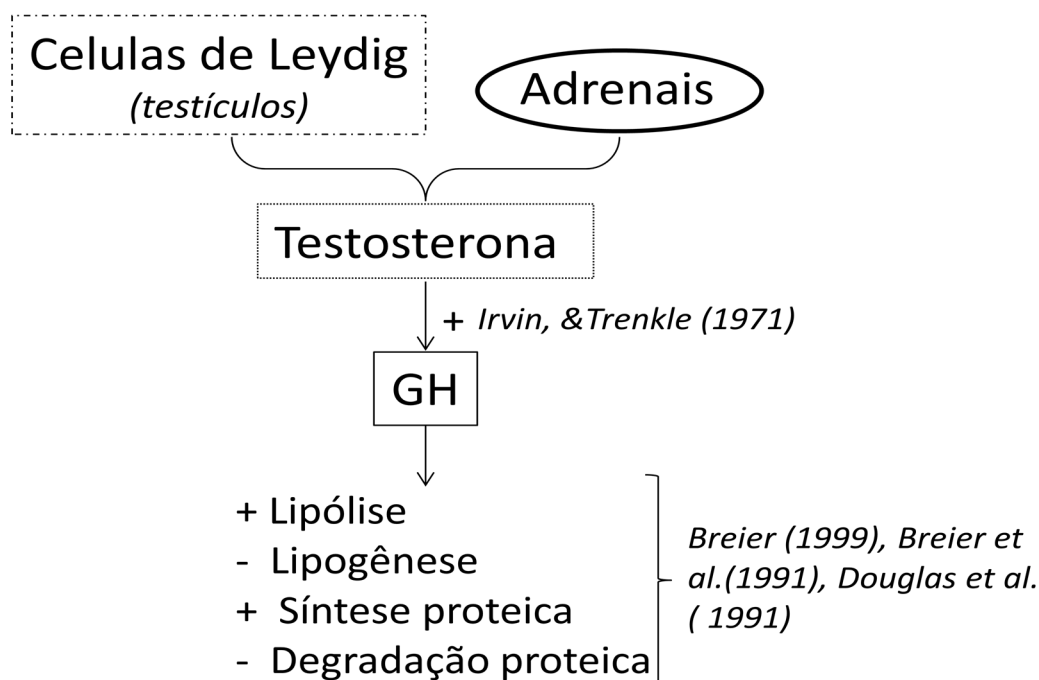 Celulas de Leydig
(testículos)
Adrenais
Testosterona
+ Irvin, &Trenkle (1971)
GH
+ Lipólise
- Lipogênese
+ Síntese proteica
- Degradação proteica
Breier (1999), Breier et
al.(1991), Douglas et al.
( 1991)